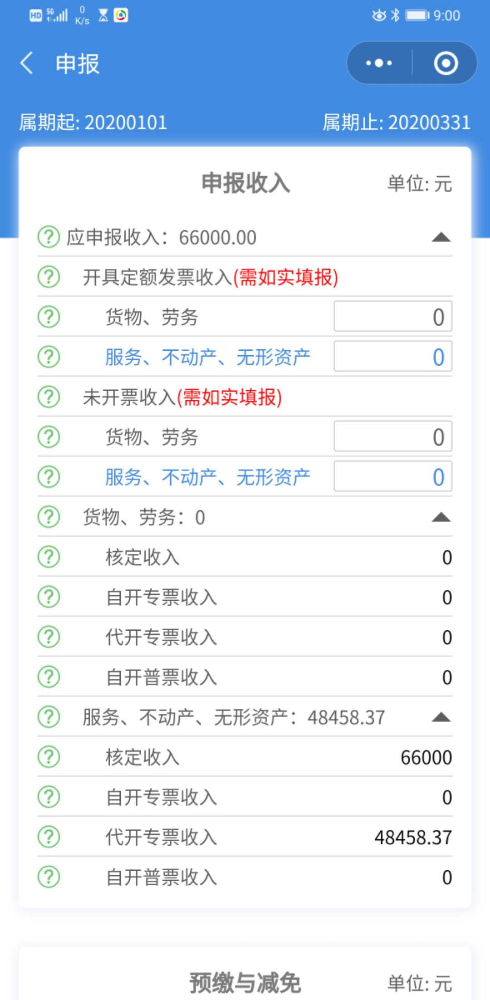 HD 5G 0 K/s 9:00
申报
属期起: 20200101 属期止: 20200331
申报收入 单位: 元
应申报收入：66000.00
开具定额发票收入(需如实填报)
货物、劳务 0
服务、不动产、无形资产 0
未开票收入(需如实填报)
货物、劳务 0
服务、不动产、无形资产 0
货物、劳务：0
核定收入 0
自开专票收入 0
代开专票收入 0
自开普票收入 0
服务、不动产、无形资产：48458.37
核定收入 66000
自开专票收入 0
代开专票收入 48458.37
自开普票收入 0
预缴与减免 单位: 元